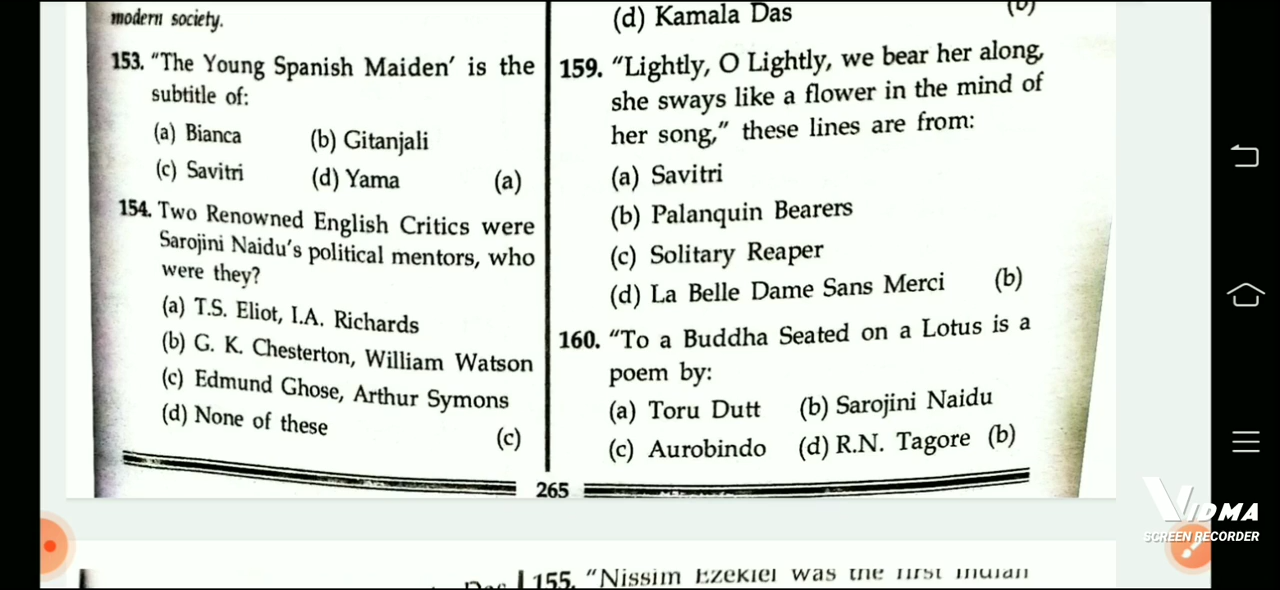 modern society.
153. “The Young Spanish Maiden’ is the
subtitle of:
(a) Bianca (b) Gitanjali
(c) Savitri (d) Yama (a)
154. Two Renowned English Critics were
Sarojini Naidu’s political mentors, who
were they?
(a) T.S. Eliot, I.A. Richards
(b) G. K. Chesterton, William Watson
(c) Edmund Ghose, Arthur Symons
(d) None of these
(c)
(d) Kamala Das
159. “Lightly, O Lightly, we bear her along,
she sways like a flower in the mind of
her song,” these lines are from:
(a) Savitri
(b) Palanquin Bearers
(c) Solitary Reaper
(d) La Belle Dame Sans Merci (b)
160. “To a Buddha Seated on a Lotus is a
poem by:
(a) Toru Dutt (b) Sarojini Naidu
(c) Aurobindo (d) R.N. Tagore (b)
265
155. “Nissim Ezekiel was the first Indian
VIDMA
SCREEN RECORDER